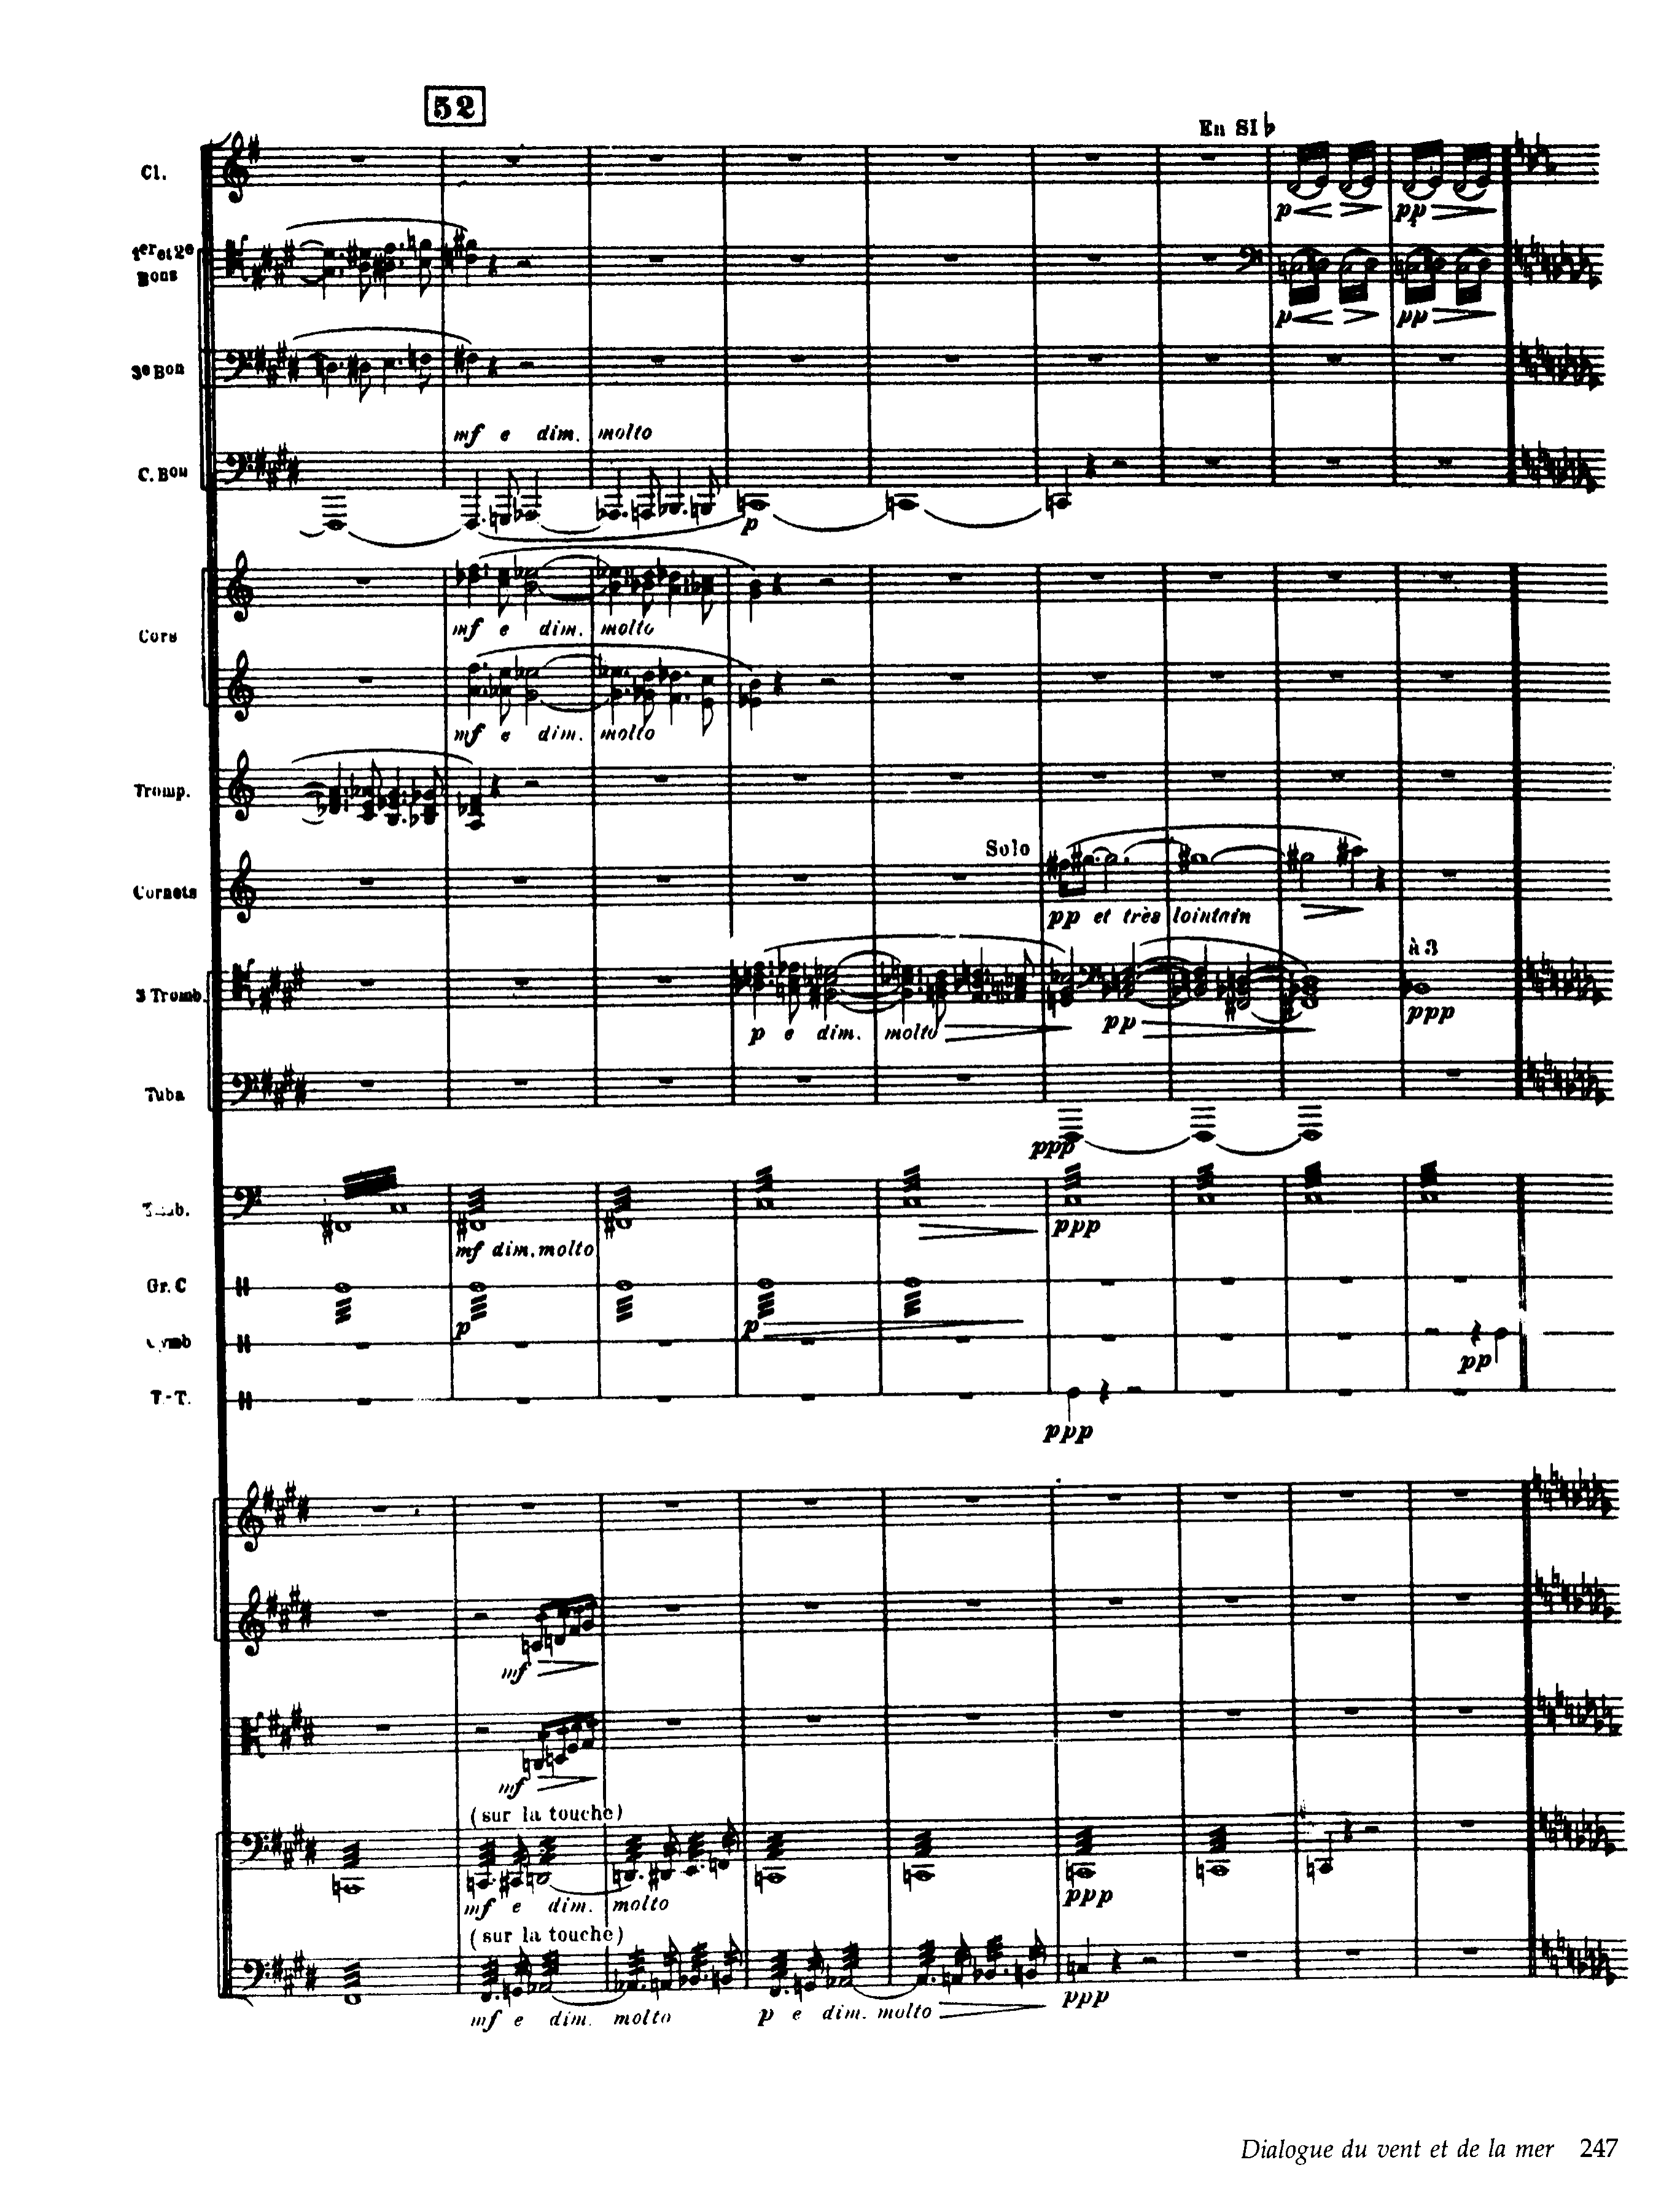 52
En SI♭
Cl.
p pp
1er et 2e
Bons
p pp
3e Bon
mf e dim. molto
C. Bon
p
mf e dim. molto
Cors
mf e dim. molto
Tromp.
Solo
Cornets
pp et très lointain
à 3
3 Tromb.
p e dim. molto pp ppp
Tuba
ppp
mf dim. molto ppp
Gr. C
p p
pp
T.-T.
ppp
mf
mf
(sur la touche)
mf e dim. molto ppp
(sur la touche)
mf e dim. molto p e dim. molto ppp
Dialogue du vent et de la mer 247